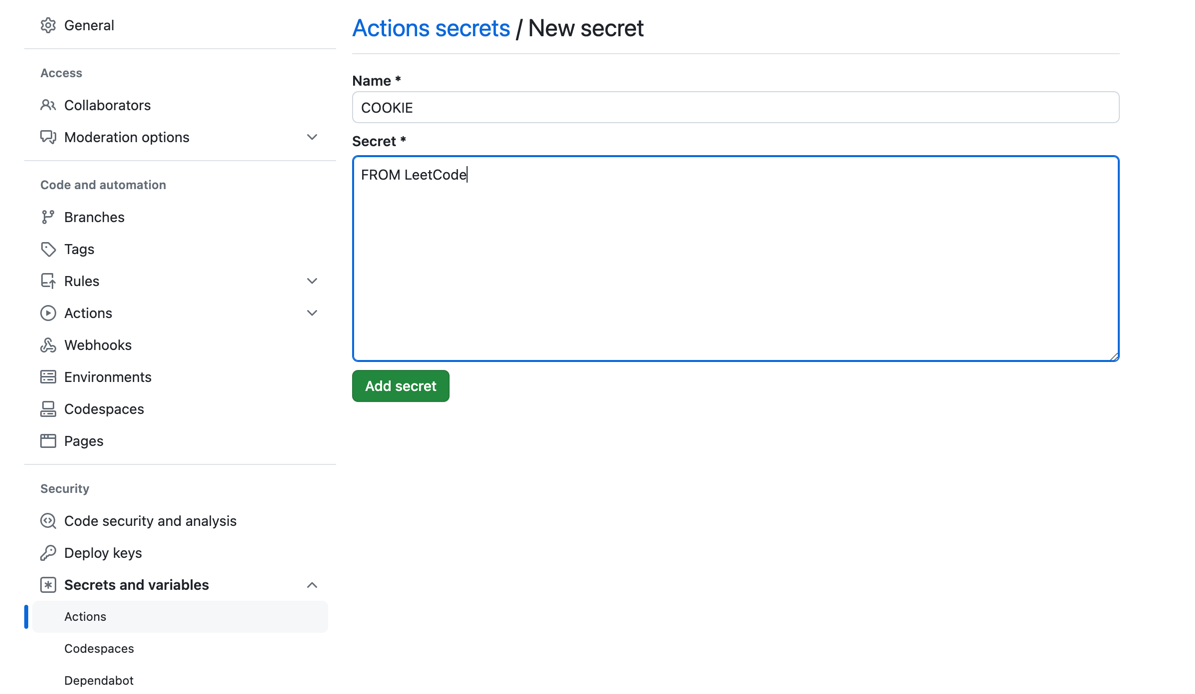 General
Access
Collaborators
Moderation options
Code and automation
Branches
Tags
Rules
Actions
Webhooks
Environments
Codespaces
Pages
Security
Code security and analysis
Deploy keys
Secrets and variables
Actions
Codespaces
Dependabot
Actions secrets / New secret
Name *
COOKIE
Secret *
FROM LeetCode
Add secret